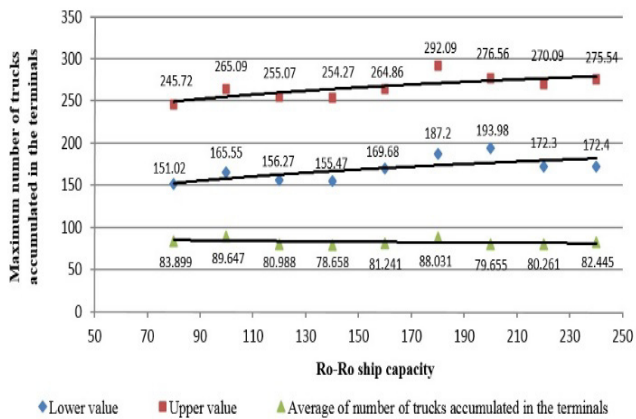 Maximum number of trucks
accumulated in the terminals
350
300
250
200
150
100
50
0
245.72 265.09 255.07 254.27 264.86 292.09 276.56 270.09 275.54
151.02 165.55 156.27 155.47 169.68 187.2 193.98 172.3 172.4
83.899 89.647 80.988 78.658 81.241 88.031 79.655 80.261 82.445
50 70 90 110 130 150 170 190 210 230 250
Ro-Ro ship capacity
Lower value Upper value Average of number of trucks accumulated in the terminals